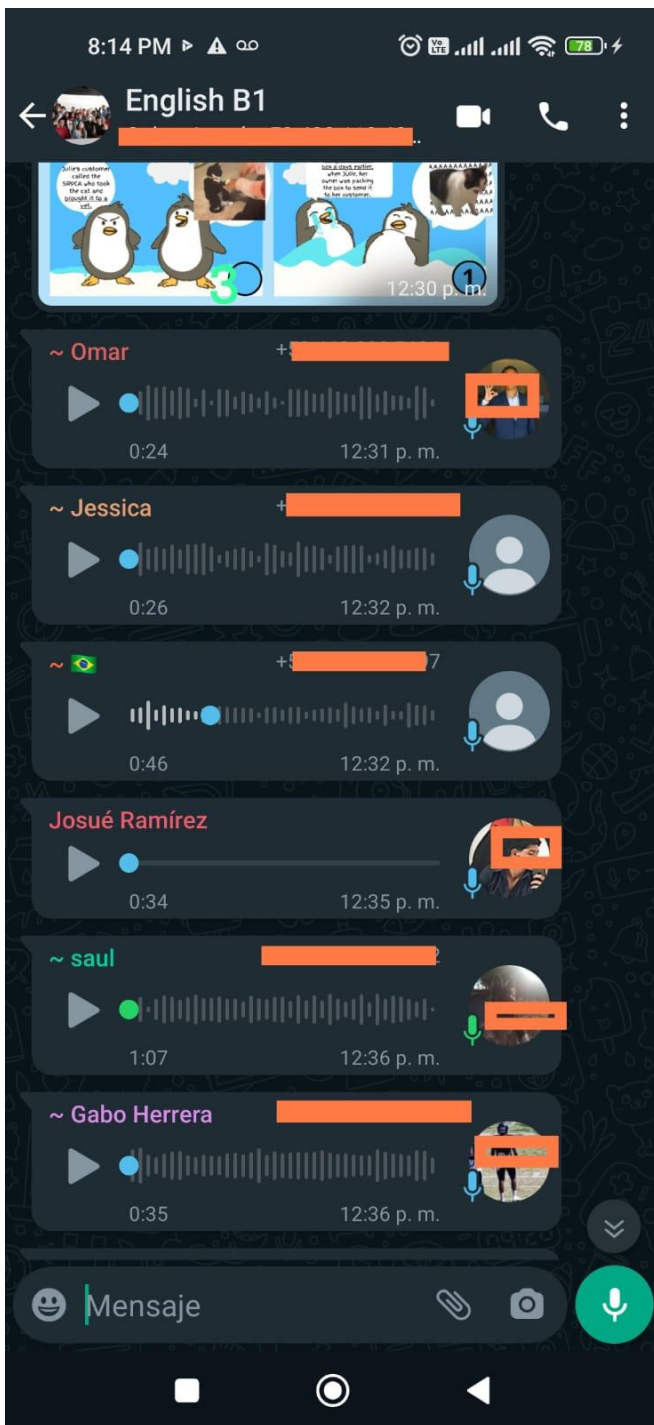 8:14 PM
Vo LTE
78
English B1
Julie's customer
called the
SPDCA who took
the cat and
brought it to a
vet.
box a days earlier,
when Julie, her
owner was packing
the box to send it
to her customer.
3
1
12:30 p. m.
~ Omar
0:24 12:31 p. m.
~ Jessica
0:26 12:32 p. m.
~ 🇧🇷 7
0:46 12:32 p. m.
Josué Ramírez
0:34 12:35 p. m.
~ saul
1:07 12:36 p. m.
~ Gabo Herrera
0:35 12:36 p. m.
Mensaje